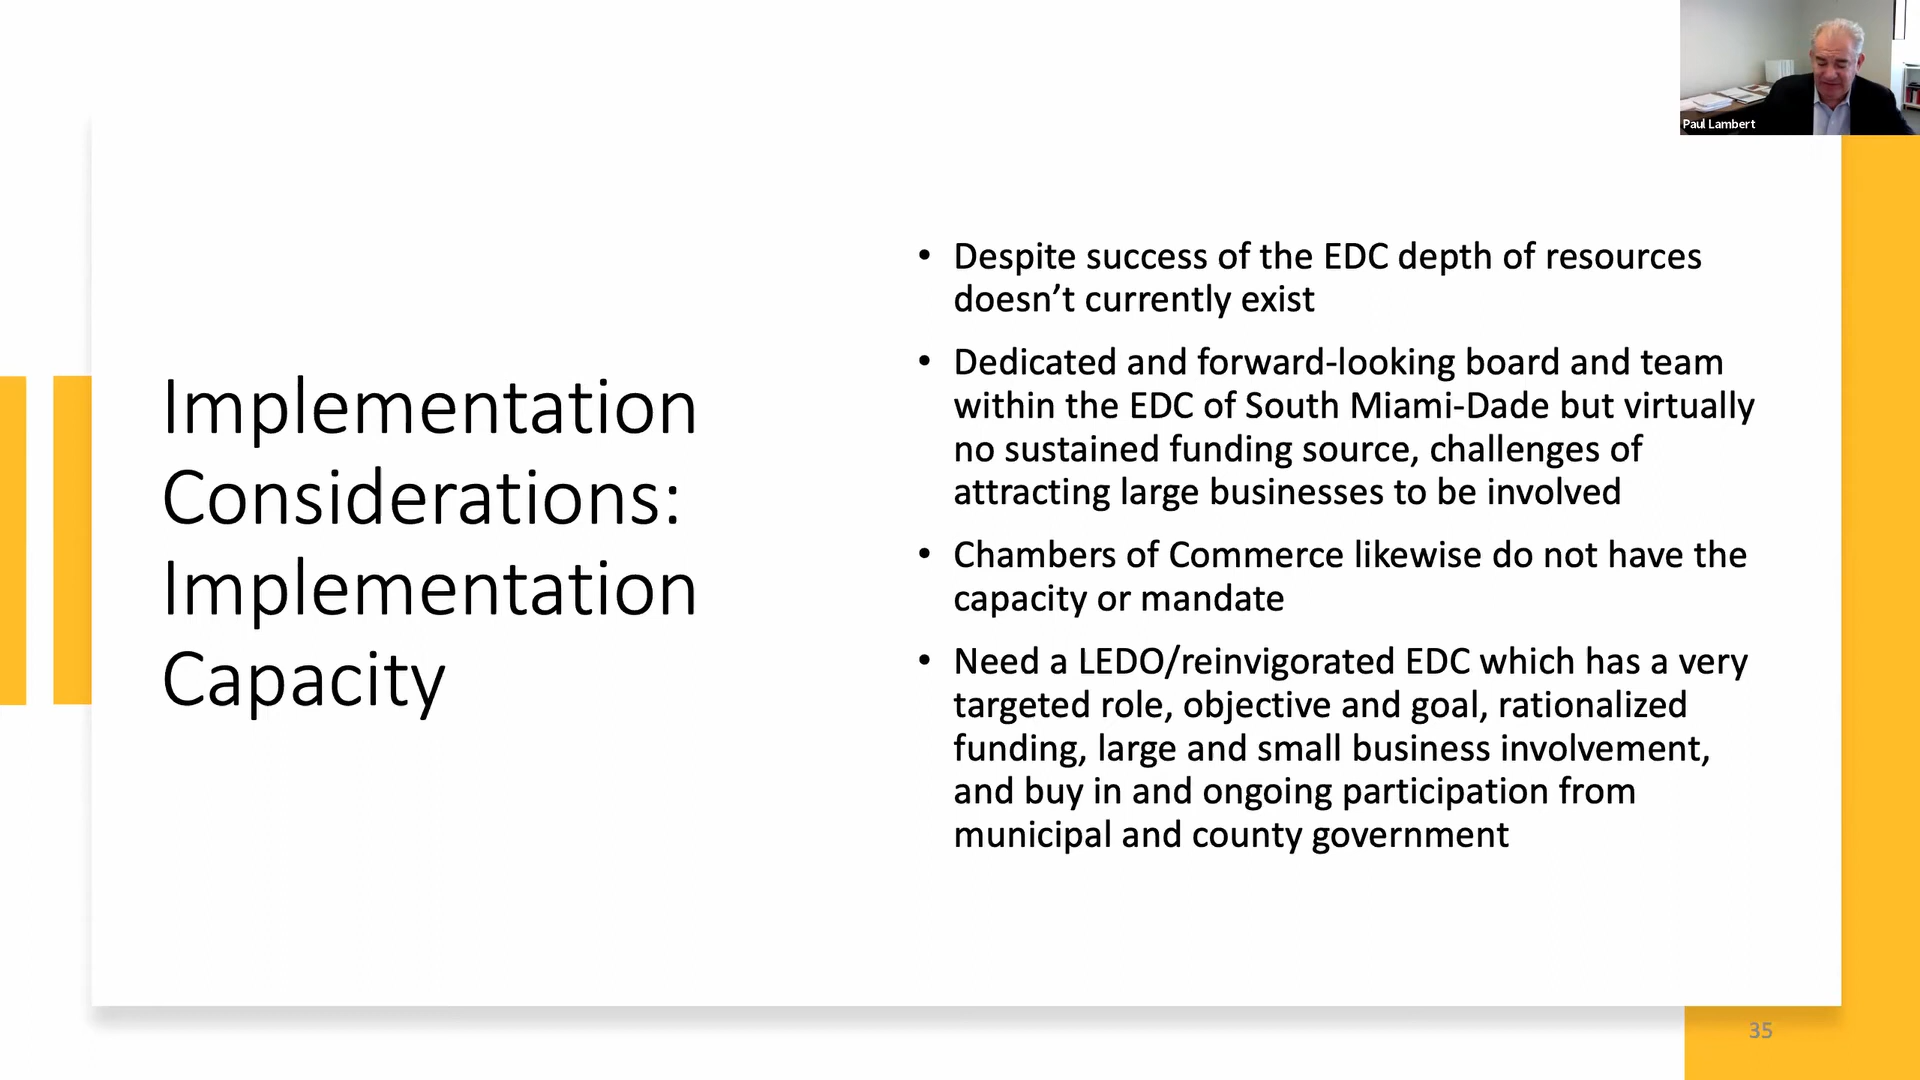 Paul Lambert
Implementation
Considerations:
Implementation
Capacity
• Despite success of the EDC depth of resources
doesn’t currently exist
• Dedicated and forward-looking board and team
within the EDC of South Miami-Dade but virtually
no sustained funding source, challenges of
attracting large businesses to be involved
• Chambers of Commerce likewise do not have the
capacity or mandate
• Need a LEDO/reinvigorated EDC which has a very
targeted role, objective and goal, rationalized
funding, large and small business involvement,
and buy in and ongoing participation from
municipal and county government
35